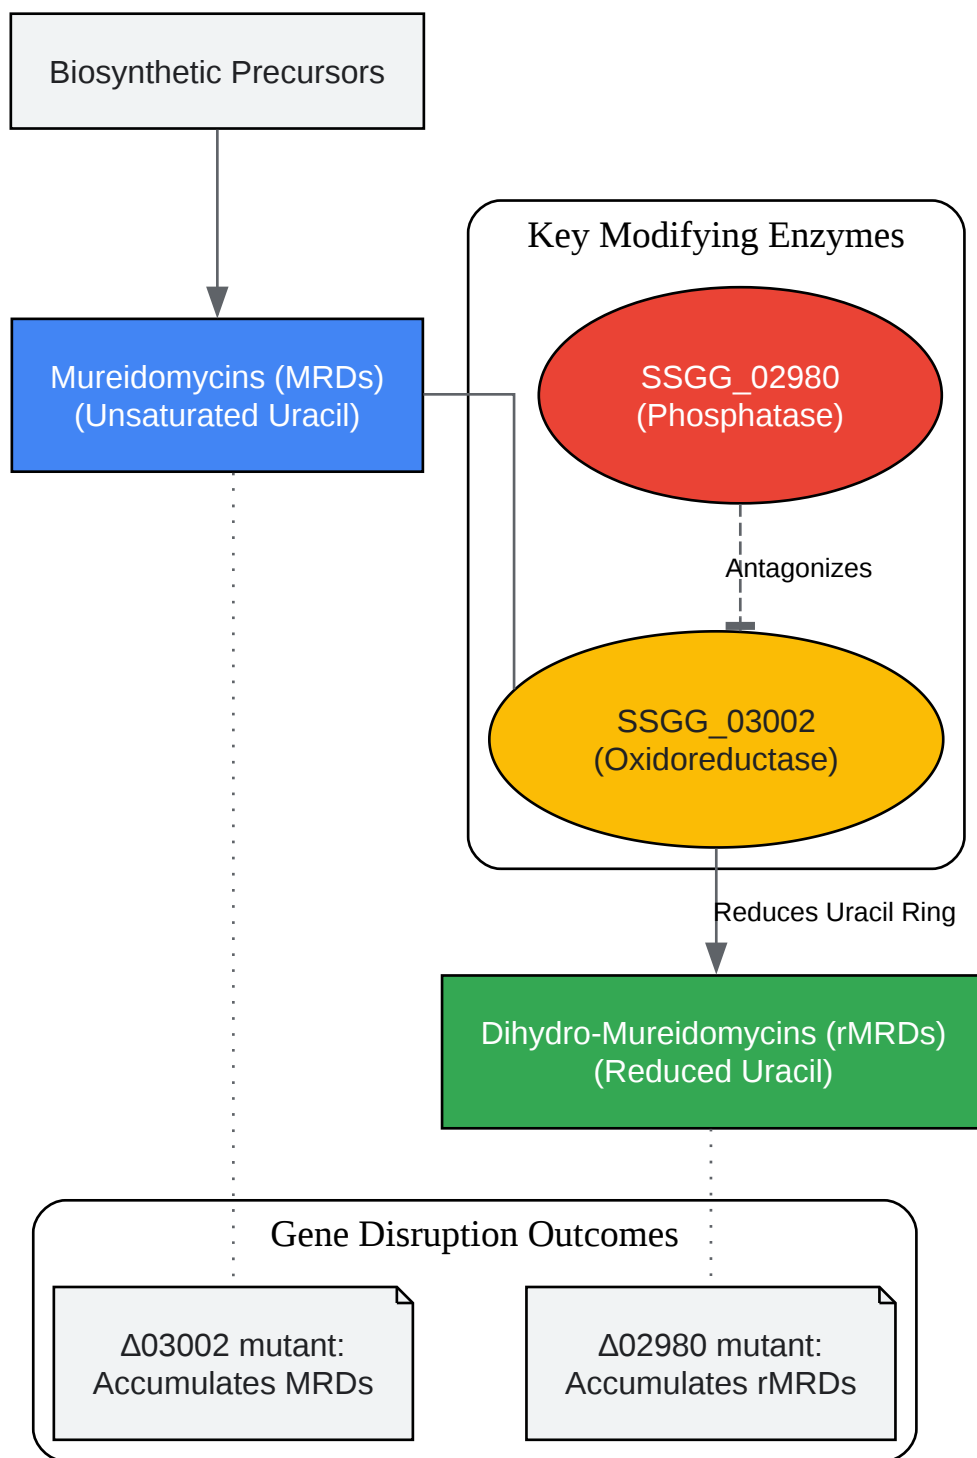 Biosynthetic Precursors
Key Modifying Enzymes
Mureidomycins (MRDs)
(Unsaturated Uracil)
SSGG_02980
(Phosphatase)
Antagonizes
SSGG_03002
(Oxidoreductase)
Reduces Uracil Ring
Dihydro-Mureidomycins (rMRDs)
(Reduced Uracil)
Gene Disruption Outcomes
Δ03002 mutant:
Accumulates MRDs
Δ02980 mutant:
Accumulates rMRDs